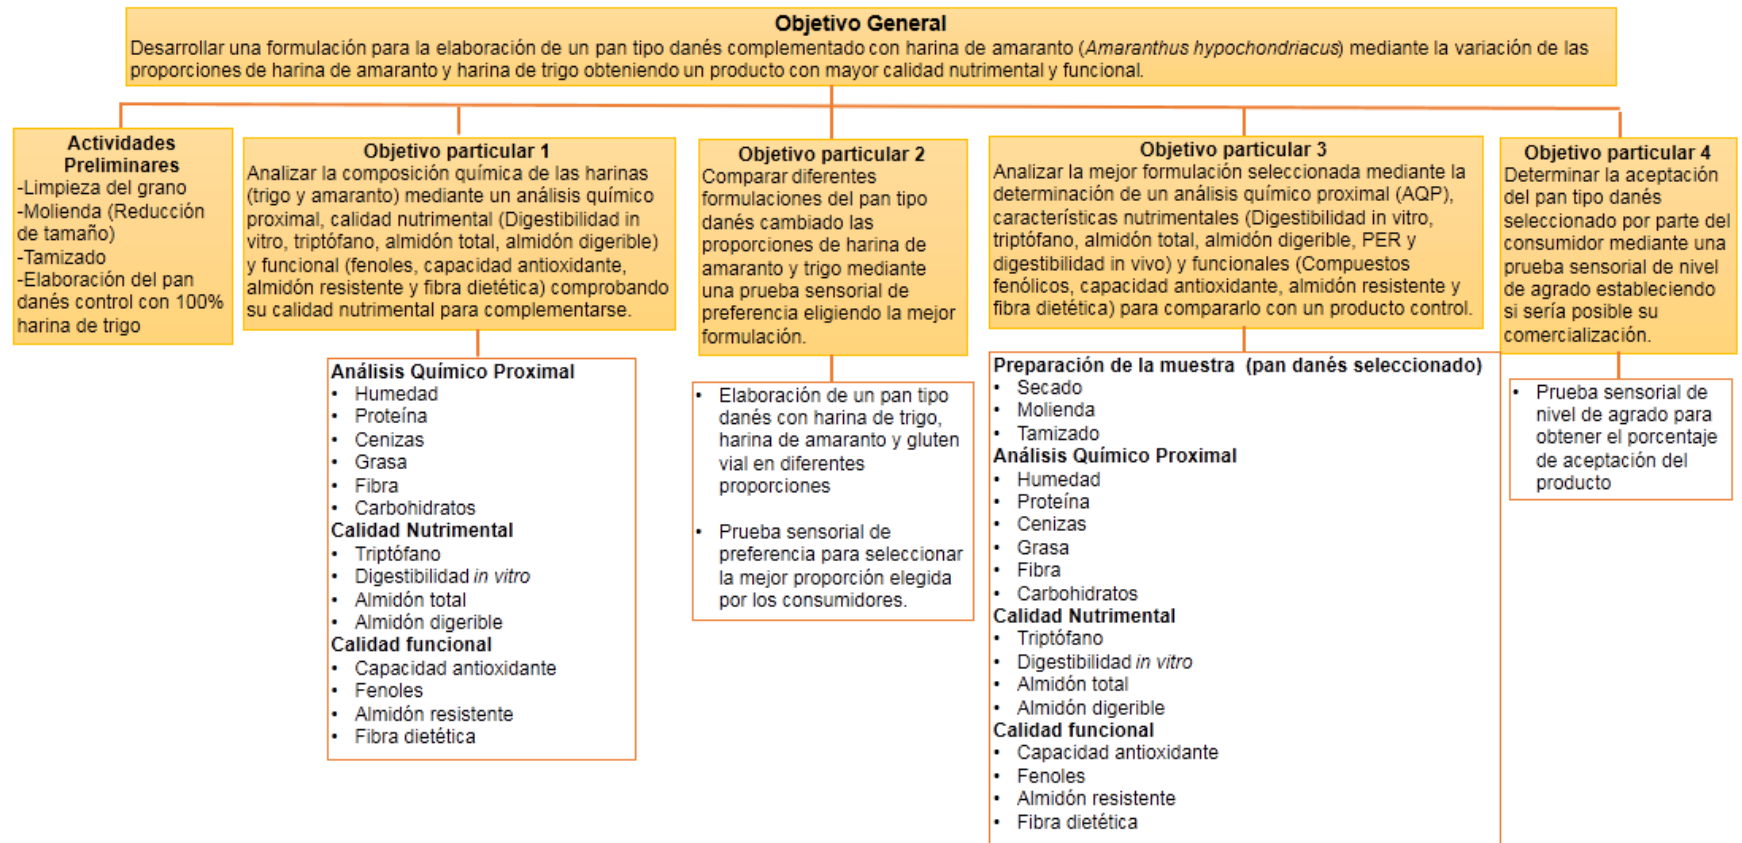 Objetivo General
Desarrollar una formulación para la elaboración de un pan tipo danés complementado con harina de amaranto (Amaranthus hypochondriacus) mediante la variación de las
proporciones de harina de amaranto y harina de trigo obteniendo un producto con mayor calidad nutrimental y funcional.
Actividades
Preliminares
-Limpieza del grano
-Molienda (Reducción
de tamaño)
-Tamizado
-Elaboración del pan
danés control con 100%
harina de trigo
Objetivo particular 1
Analizar la composición química de las harinas
(trigo y amaranto) mediante un análisis químico
proximal, calidad nutrimental (Digestibilidad in
vitro, triptófano, almidón total, almidón digerible)
y funcional (fenoles, capacidad antioxidante,
almidón resistente y fibra dietética) comprobando
su calidad nutrimental para complementarse.
Análisis Químico Proximal
• Humedad
• Proteína
• Cenizas
• Grasa
• Fibra
• Carbohidratos
Calidad Nutrimental
• Triptófano
• Digestibilidad in vitro
• Almidón total
• Almidón digerible
Calidad funcional
• Capacidad antioxidante
• Fenoles
• Almidón resistente
• Fibra dietética
Objetivo particular 2
Comparar diferentes
formulaciones del pan tipo
danés cambiado las
proporciones de harina de
amaranto y trigo mediante
una prueba sensorial de
preferencia eligiendo la mejor
formulación.
• Elaboración de un pan tipo
danés con harina de trigo,
harina de amaranto y gluten
vial en diferentes
proporciones
• Prueba sensorial de
preferencia para seleccionar
la mejor proporción elegida
por los consumidores.
Objetivo particular 3
Analizar la mejor formulación seleccionada mediante la
determinación de un análisis químico proximal (AQP),
características nutrimentales (Digestibilidad in vitro,
triptófano, almidón total, almidón digerible, PER y
digestibilidad in vivo) y funcionales (Compuestos
fenólicos, capacidad antioxidante, almidón resistente y
fibra dietética) para compararlo con un producto control.
Preparación de la muestra (pan danés seleccionado)
• Secado
• Molienda
• Tamizado
Análisis Químico Proximal
• Humedad
• Proteína
• Cenizas
• Grasa
• Fibra
• Carbohidratos
Calidad Nutrimental
• Triptófano
• Digestibilidad in vitro
• Almidón total
• Almidón digerible
Calidad funcional
• Capacidad antioxidante
• Fenoles
• Almidón resistente
• Fibra dietética
Objetivo particular 4
Determinar la aceptación
del pan tipo danés
seleccionado por parte del
consumidor mediante una
prueba sensorial de nivel
de agrado estableciendo
si sería posible su
comercialización.
• Prueba sensorial de
nivel de agrado para
obtener el porcentaje
de aceptación del
producto